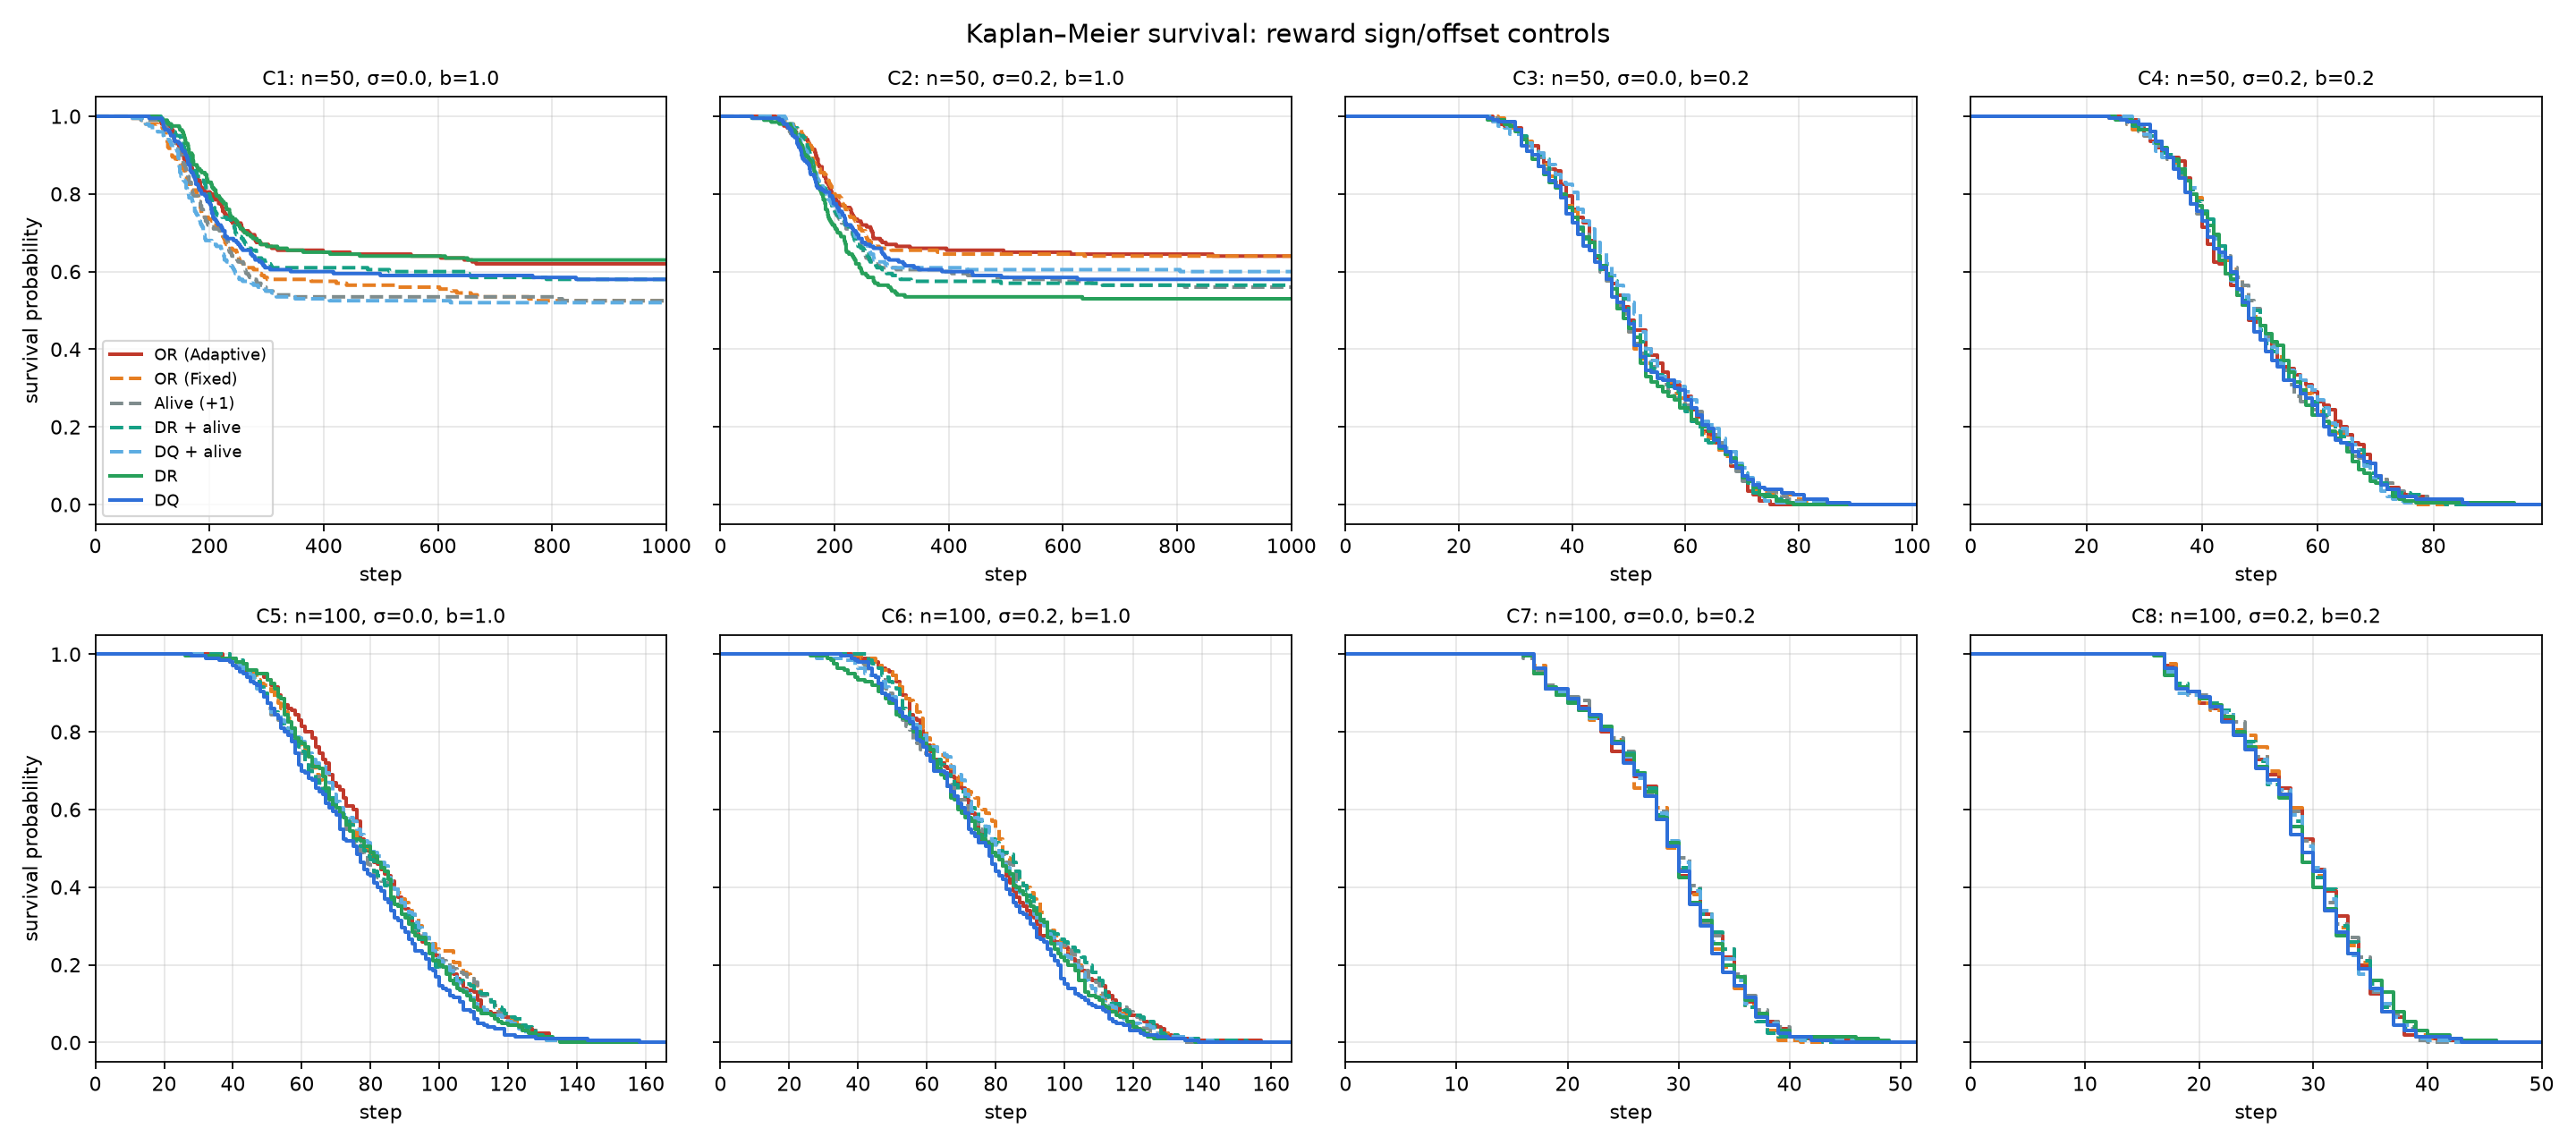 Kaplan–Meier survival: reward sign/offset controls
C1: n=50, σ=0.0, b=1.0
survival probability
1.0
0.8
0.6
0.4
0.2
0.0
OR (Adaptive)
OR (Fixed)
Alive (+1)
DR + alive
DQ + alive
DR
DQ
0 200 400 600 800 1000
step
C2: n=50, σ=0.2, b=1.0
0 200 400 600 800 1000
step
C3: n=50, σ=0.0, b=0.2
0 20 40 60 80 100
step
C4: n=50, σ=0.2, b=0.2
0 20 40 60 80
step
C5: n=100, σ=0.0, b=1.0
survival probability
1.0
0.8
0.6
0.4
0.2
0.0
0 20 40 60 80 100 120 140 160
step
C6: n=100, σ=0.2, b=1.0
0 20 40 60 80 100 120 140 160
step
C7: n=100, σ=0.0, b=0.2
0 10 20 30 40 50
step
C8: n=100, σ=0.2, b=0.2
0 10 20 30 40 50
step